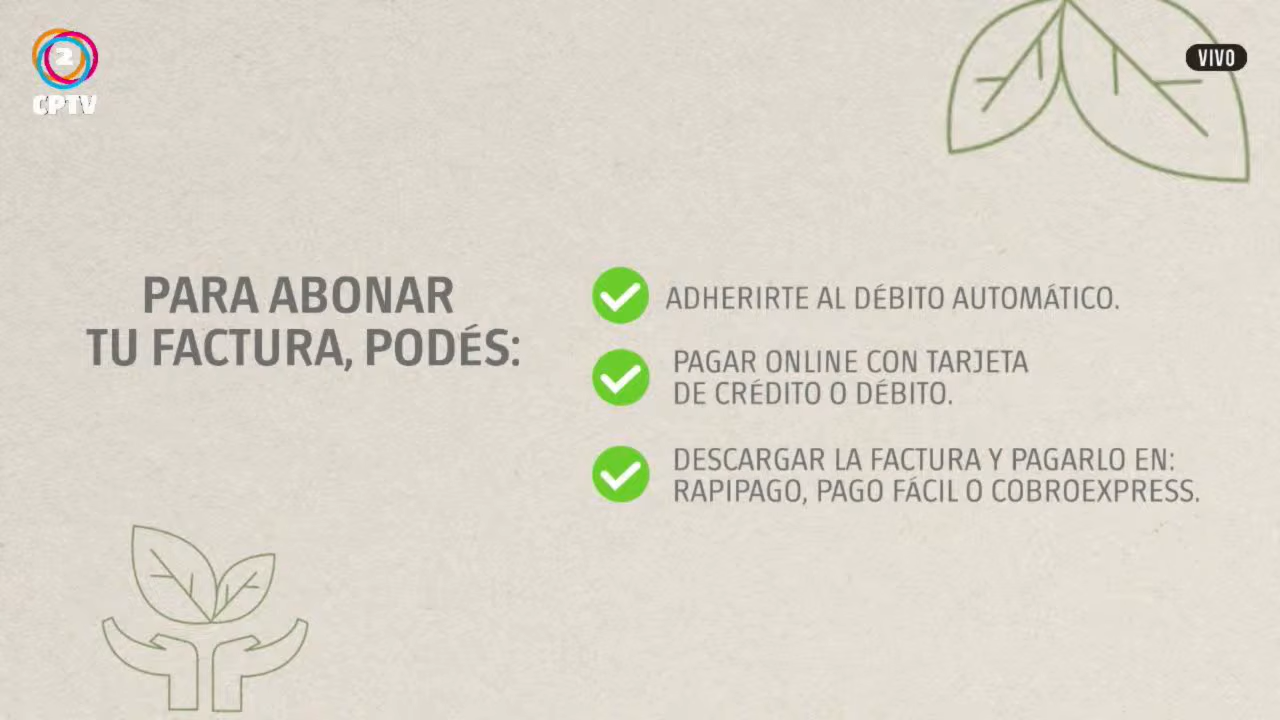 2
CPTV
VIVO
PARA ABONAR
TU FACTURA, PODÉS:
ADHERIRTE AL DÉBITO AUTOMÁTICO.
PAGAR ONLINE CON TARJETA
DE CRÉDITO O DÉBITO.
DESCARGAR LA FACTURA Y PAGARLO EN:
RAPIPAGO, PAGO FÁCIL O COBROEXPRESS.